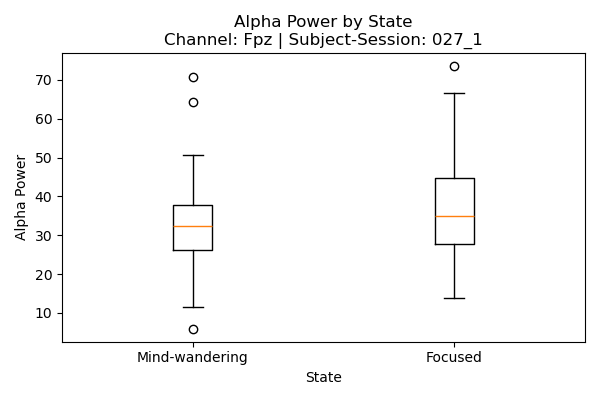 Alpha Power by State
Channel: Fpz | Subject-Session: 027_1
Alpha Power
70
60
50
40
30
20
10
Mind-wandering
Focused
State